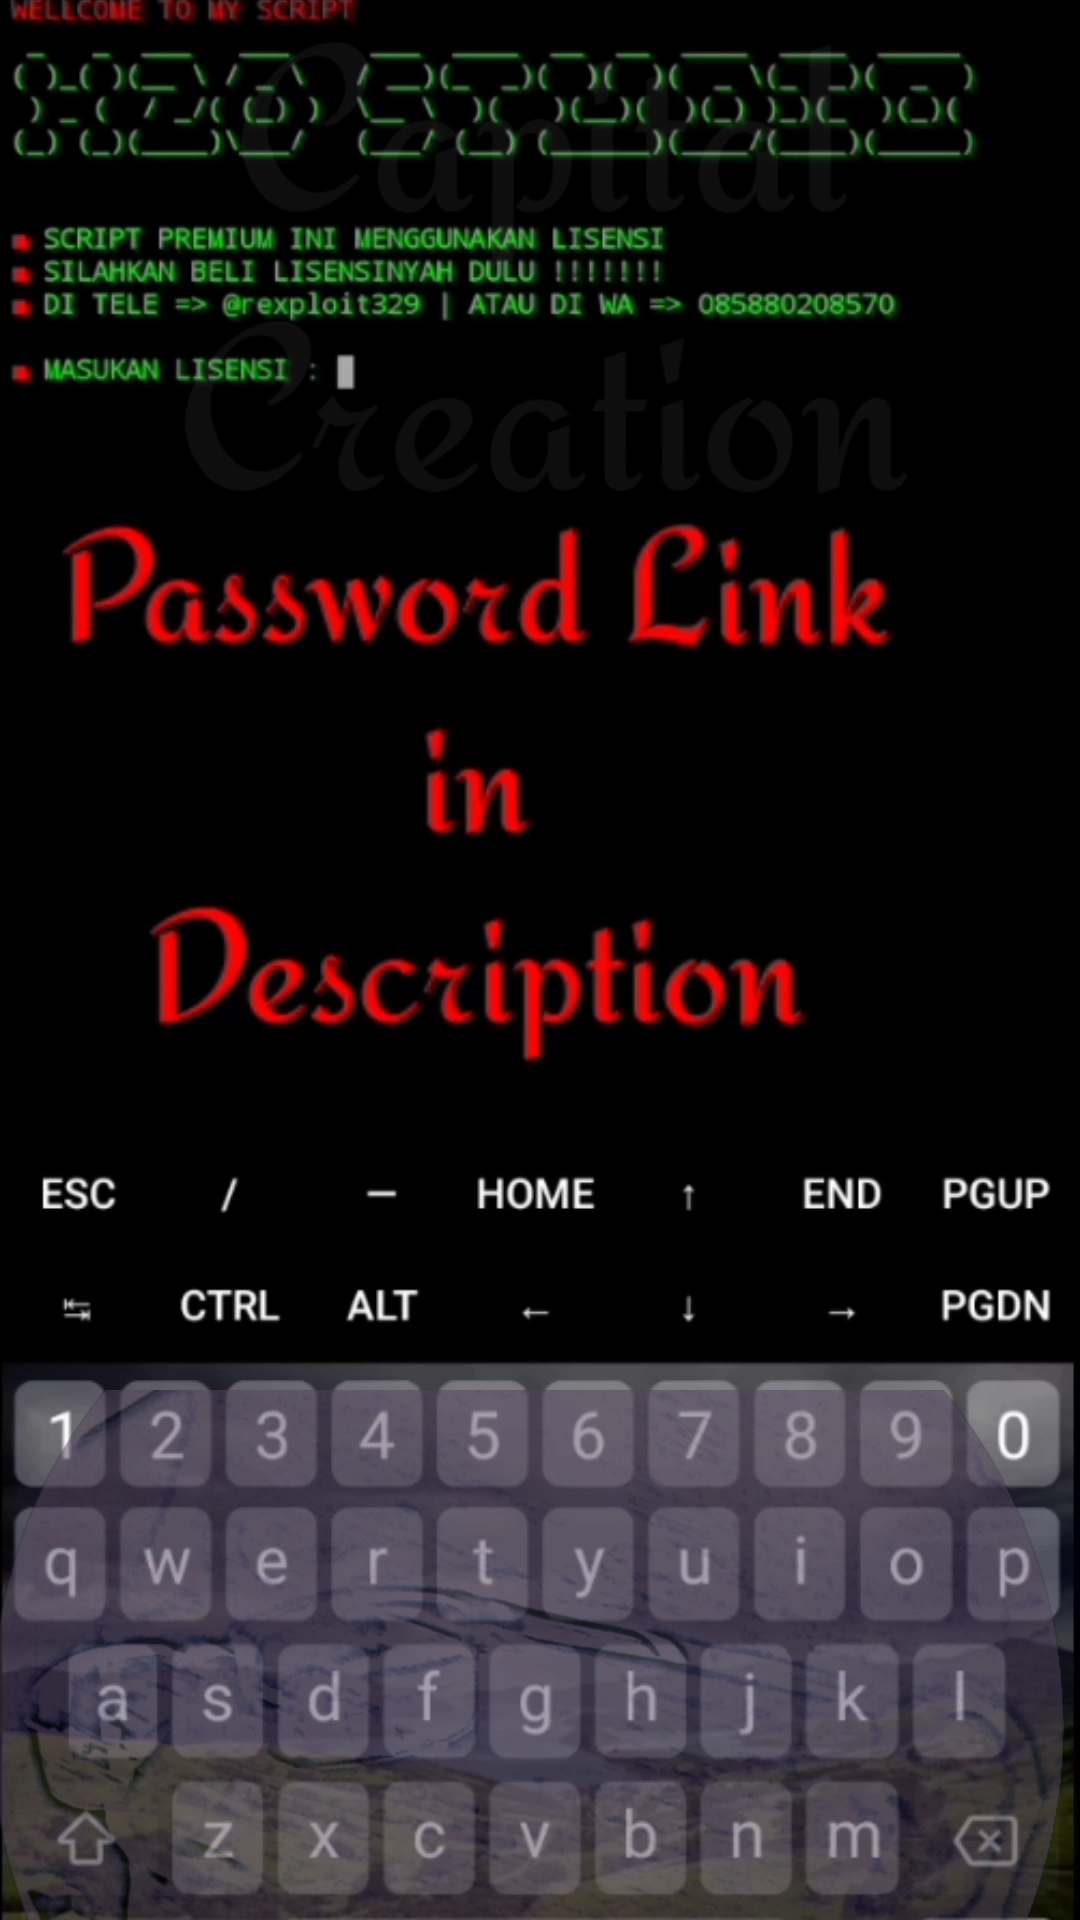 WELLCOME TO MY SCRIPT
SCRIPT PREMIUM INI MENGGUNAKAN LISENSI
SILAHKAN BELI LISENSINYAH DULU !!!!!!!
DI TELE => @rexploit329 | ATAU DI WA => 085880208570
MASUKAN LISENSI :
Capital
Creation
Password Link
in
Description
ESC / — HOME ↑ END PGUP
↹ CTRL ALT ← ↓ → PGDN
1 2 3 4 5 6 7 8 9 0
q w e r t y u i o p
a s d f g h j k l
z x c v b n m